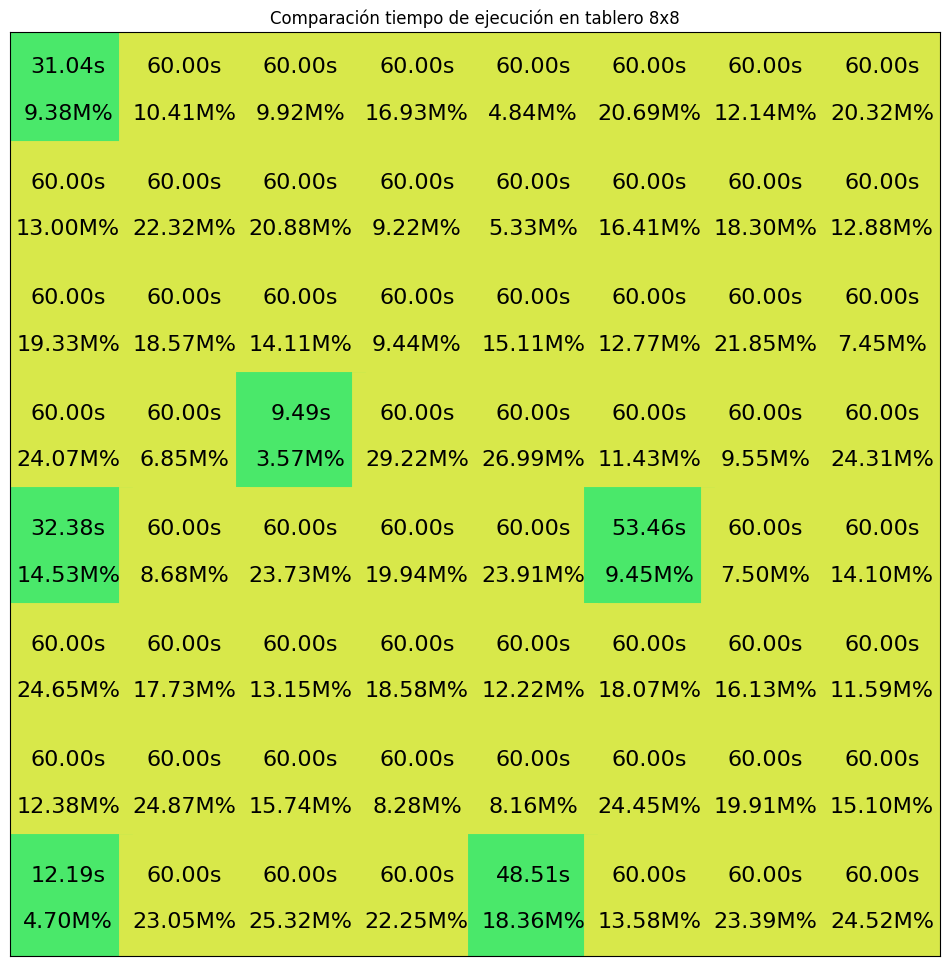 Comparación tiempo de ejecución en tablero 8x8
31.04s 60.00s 60.00s 60.00s 60.00s 60.00s 60.00s 60.00s
9.38M% 10.41M% 9.92M% 16.93M% 4.84M% 20.69M% 12.14M% 20.32M%
60.00s 60.00s 60.00s 60.00s 60.00s 60.00s 60.00s 60.00s
13.00M% 22.32M% 20.88M% 9.22M% 5.33M% 16.41M% 18.30M% 12.88M%
60.00s 60.00s 60.00s 60.00s 60.00s 60.00s 60.00s 60.00s
19.33M% 18.57M% 14.11M% 9.44M% 15.11M% 12.77M% 21.85M% 7.45M%
60.00s 60.00s 9.49s 60.00s 60.00s 60.00s 60.00s 60.00s
24.07M% 6.85M% 3.57M% 29.22M% 26.99M% 11.43M% 9.55M% 24.31M%
32.38s 60.00s 60.00s 60.00s 60.00s 53.46s 60.00s 60.00s
14.53M% 8.68M% 23.73M% 19.94M% 23.91M% 9.45M% 7.50M% 14.10M%
60.00s 60.00s 60.00s 60.00s 60.00s 60.00s 60.00s 60.00s
24.65M% 17.73M% 13.15M% 18.58M% 12.22M% 18.07M% 16.13M% 11.59M%
60.00s 60.00s 60.00s 60.00s 60.00s 60.00s 60.00s 60.00s
12.38M% 24.87M% 15.74M% 8.28M% 8.16M% 24.45M% 19.91M% 15.10M%
12.19s 60.00s 60.00s 60.00s 48.51s 60.00s 60.00s 60.00s
4.70M% 23.05M% 25.32M% 22.25M% 18.36M% 13.58M% 23.39M% 24.52M%